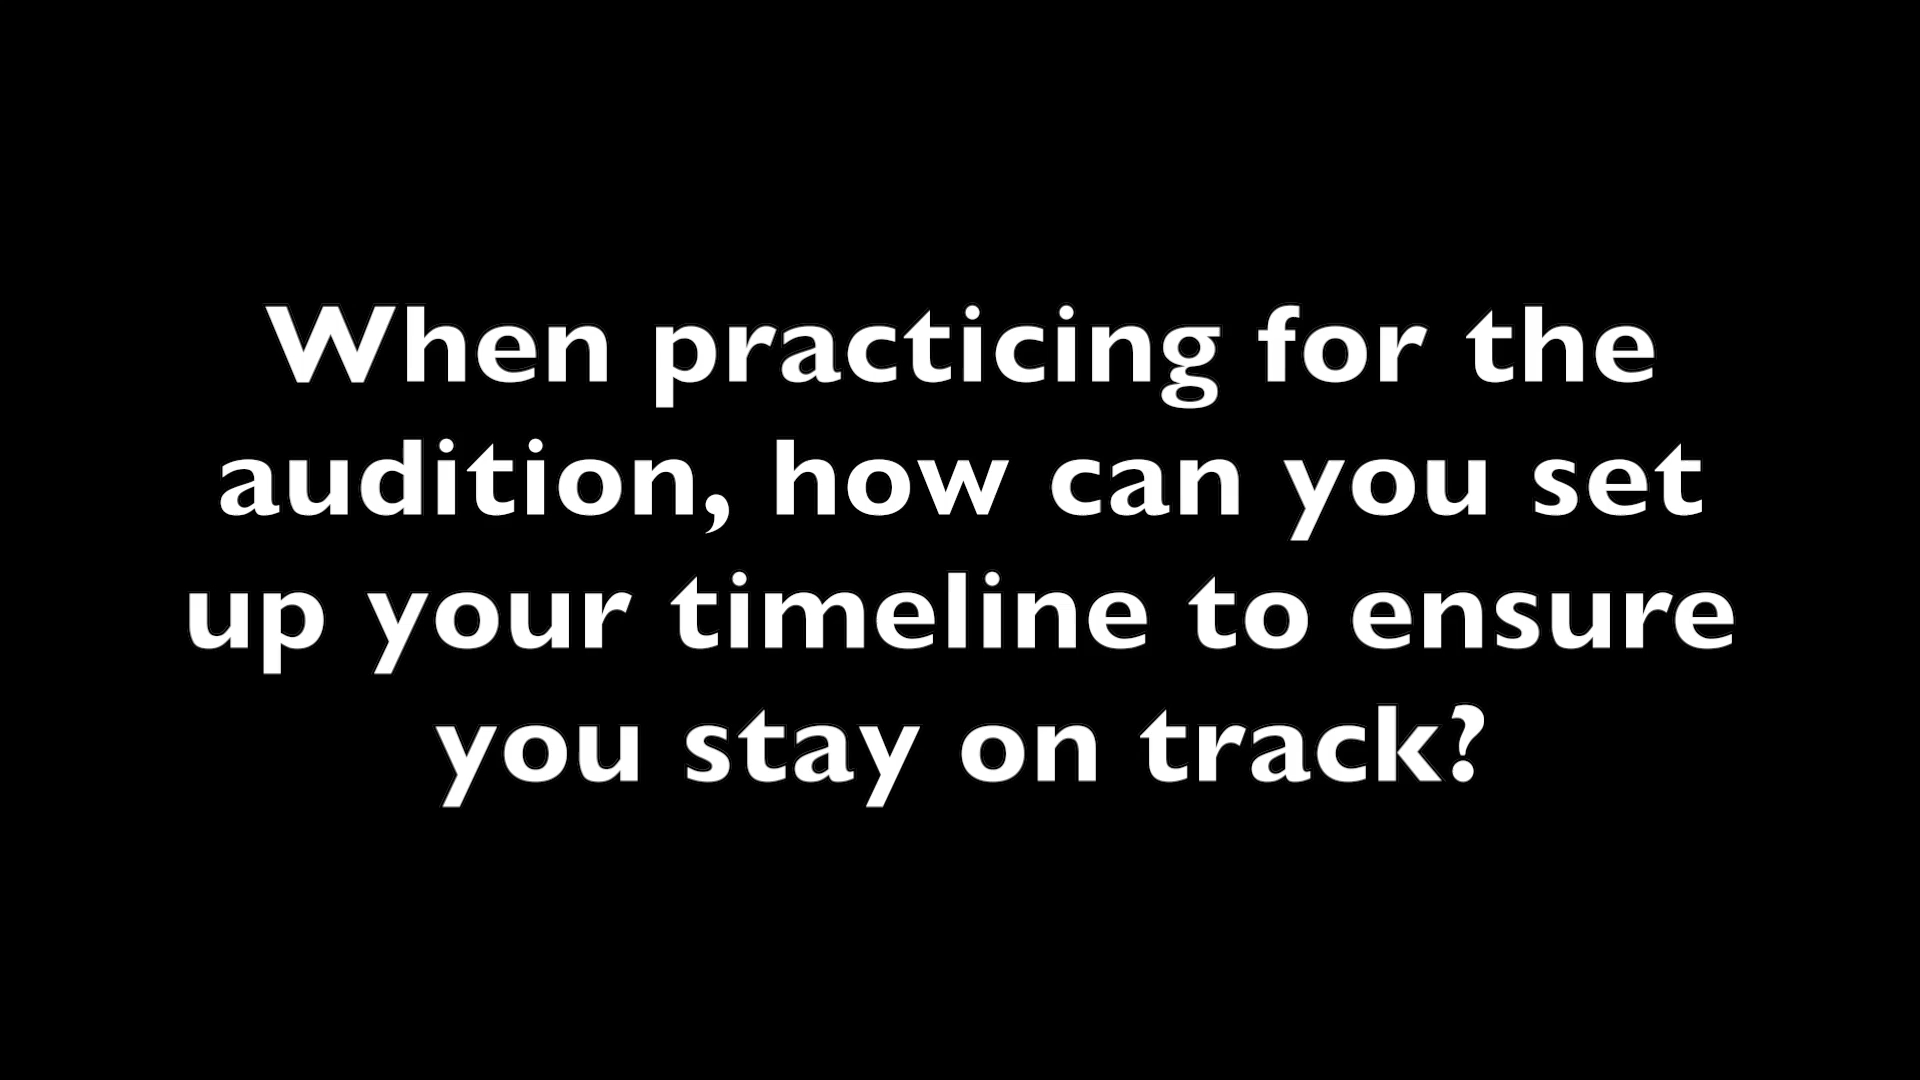 When practicing for the
audition, how can you set
up your timeline to ensure
you stay on track?